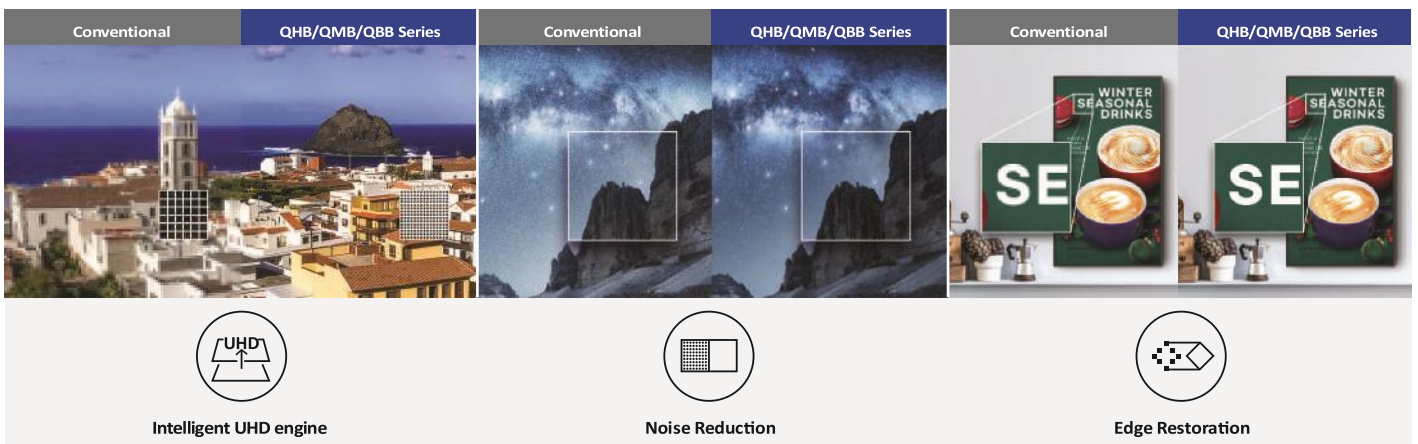 Conventional
QHB/QMB/QBB Series
Conventional
QHB/QMB/QBB Series
Conventional
QHB/QMB/QBB Series
WINTER
SEASONAL
DRINKS
SE
WINTER
SEASONAL
DRINKS
SE
UHD
Intelligent UHD engine
Noise Reduction
Edge Restoration